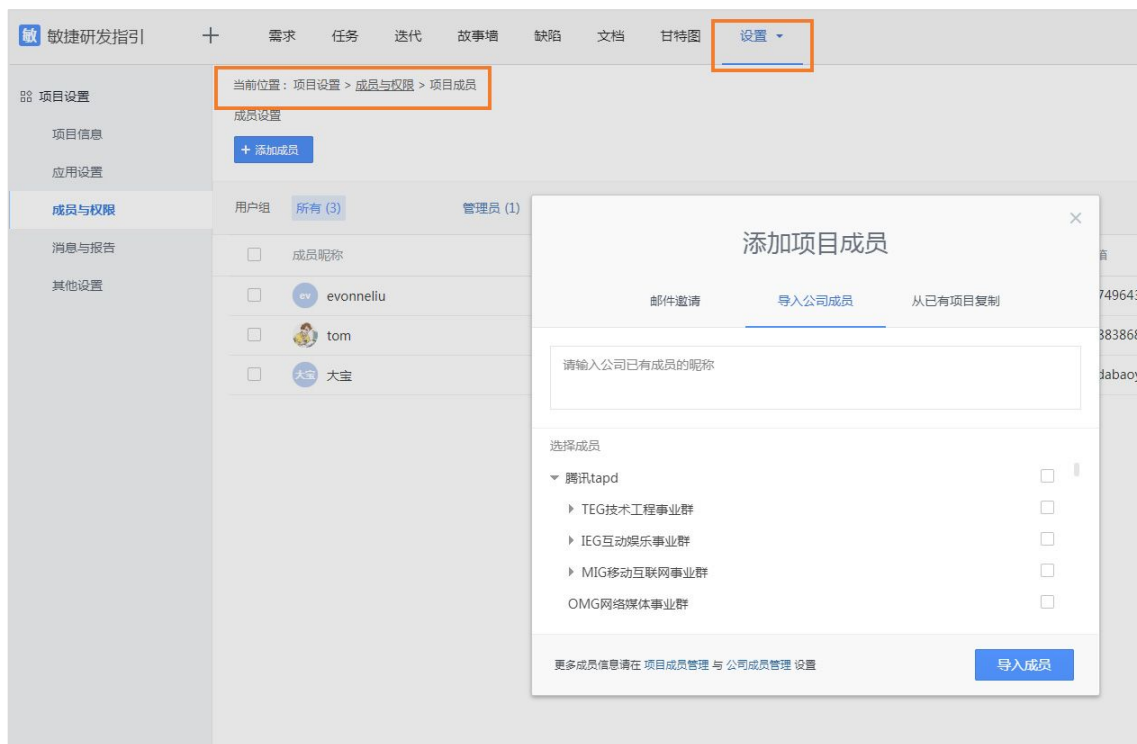 敏 敏捷研发指引 需求 任务 迭代 故事墙 缺陷 文档 甘特图 设置
当前位置：项目设置 > 成员与权限 > 项目成员
项目设置
成员设置
项目信息
+ 添加成员
应用设置
成员与权限
用户组 所有 (3) 管理员 (1)
消息与报告
成员昵称
其他设置
ev evonneliu
tom
大宝 大宝
添加项目成员
邮件邀请 导入公司成员 从已有项目复制
请输入公司已有成员的昵称
选择成员
腾讯tapd
TEG技术工程事业群
IEG互动娱乐事业群
MIG移动互联网事业群
OMG网络媒体事业群
更多成员信息请在 项目成员管理 与 公司成员管理 设置
导入成员